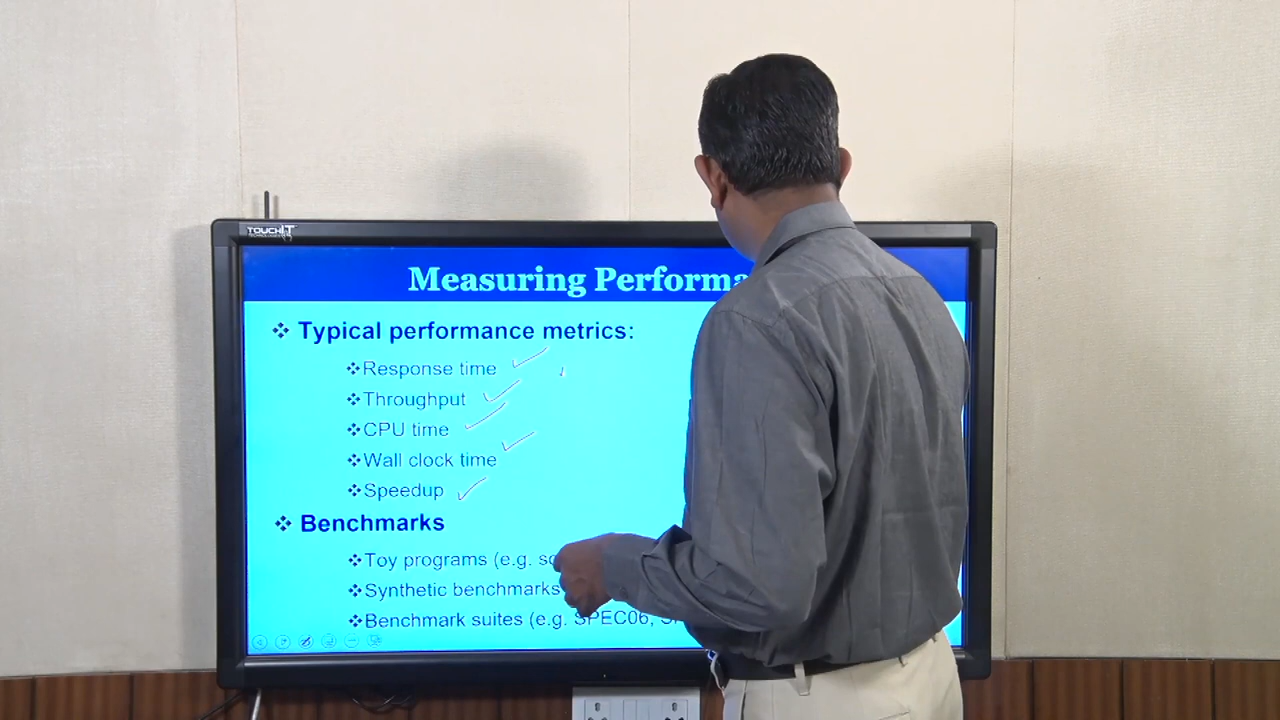 TOUCHIT
TECHNOLOGIES
Measuring Performa
Typical performance metrics:
Response time
Throughput
CPU time
Wall clock time
Speedup
Benchmarks
Toy programs (e.g.
Synthetic benchmarks
Benchmark suites (e.g. SPEC06,